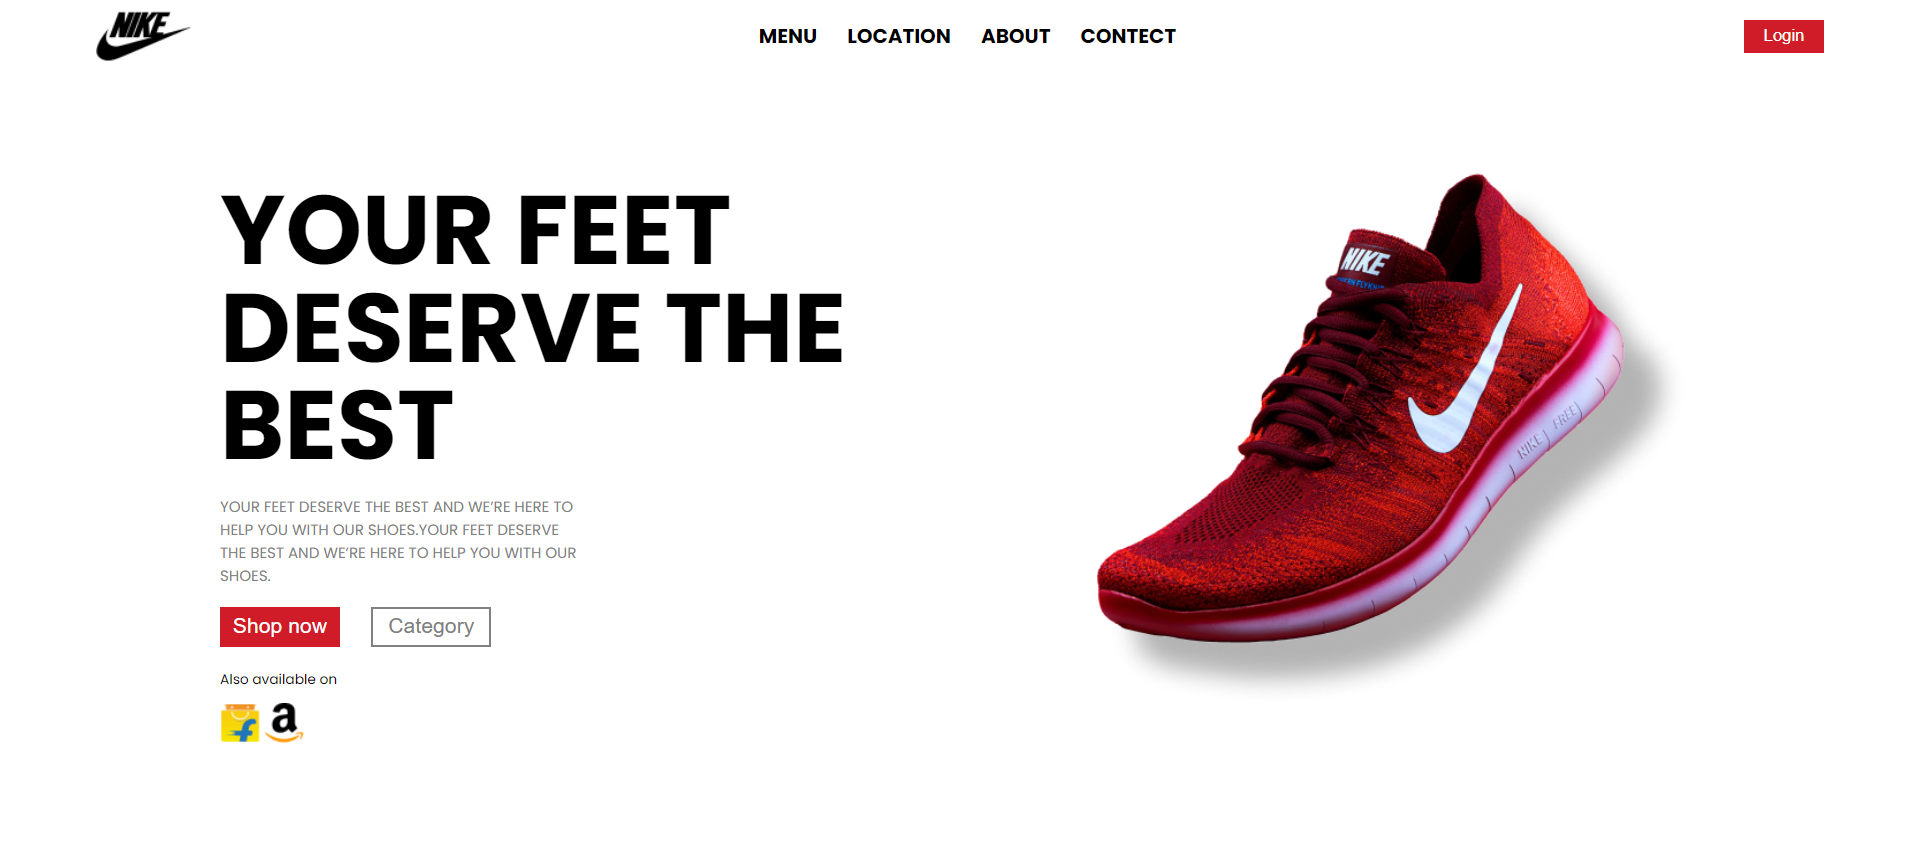 NIKE
MENU LOCATION ABOUT CONTECT
Login
YOUR FEET
DESERVE THE
BEST
YOUR FEET DESERVE THE BEST AND WE’RE HERE TO
HELP YOU WITH OUR SHOES.YOUR FEET DESERVE
THE BEST AND WE’RE HERE TO HELP YOU WITH OUR
SHOES.
Shop now Category
Also available on
f a
NIKE
NIKE FREE